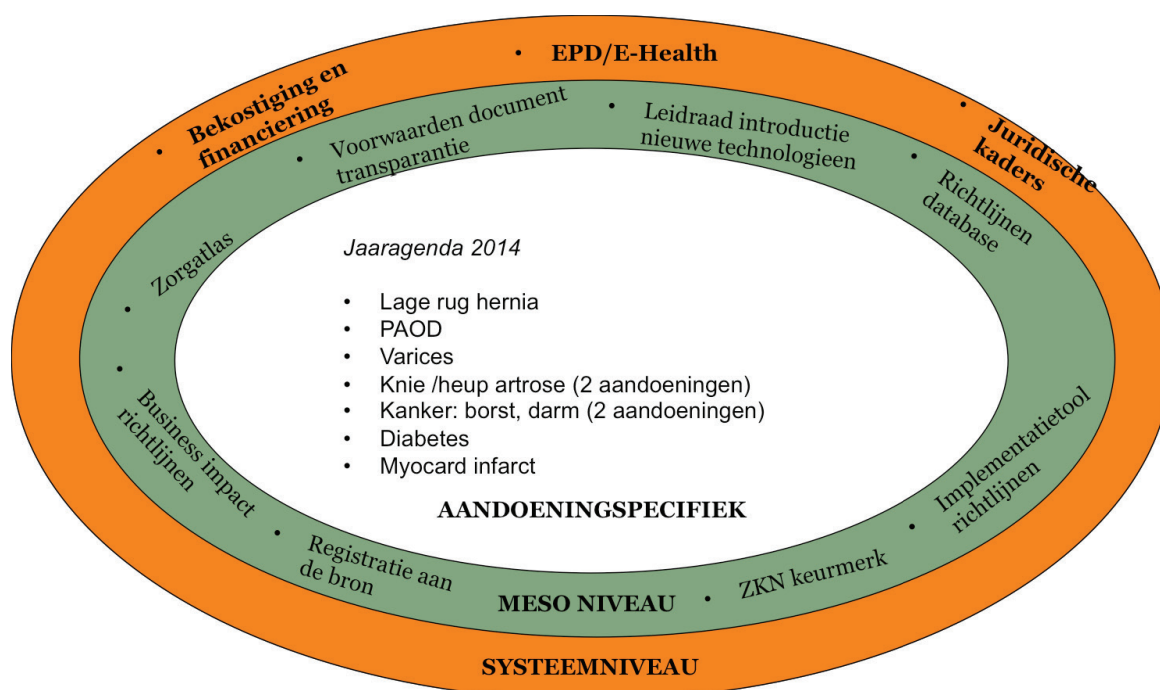 • EPD/E-Health
• Bekostiging en
financiering
• Juridische
kaders
• Voorwaarden document
transparantie
• Leidraad introductie
nieuwe technologieen
• Richtlijnen
database
• Zorgatlas
Jaaragenda 2014
• Lage rug hernia
• PAOD
• Varices
• Knie /heup artrose (2 aandoeningen)
• Kanker: borst, darm (2 aandoeningen)
• Diabetes
• Myocard infarct
AANDOENINGSPECIFIEK
• Business impact
richtlijnen
• Implementatietool
richtlijnen
• Registratie aan
de bron
• ZKN keurmerk
MESO NIVEAU
SYSTEEMNIVEAU